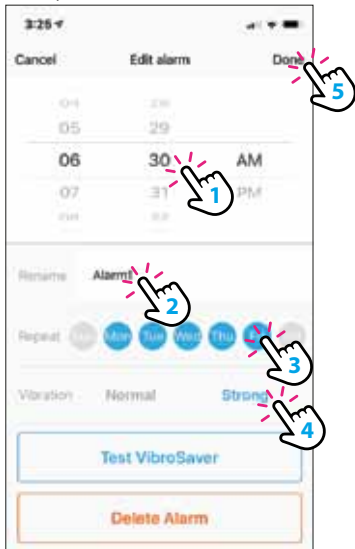 3:25
Cancel Edit alarm Done
5
04
05 29
06 30 AM
07 31 PM
1
Rename Alarm1
2
Repeat Mon Tue Wed Thu
3
Vibration Normal Strong
4
Test VibroSaver
Delete Alarm